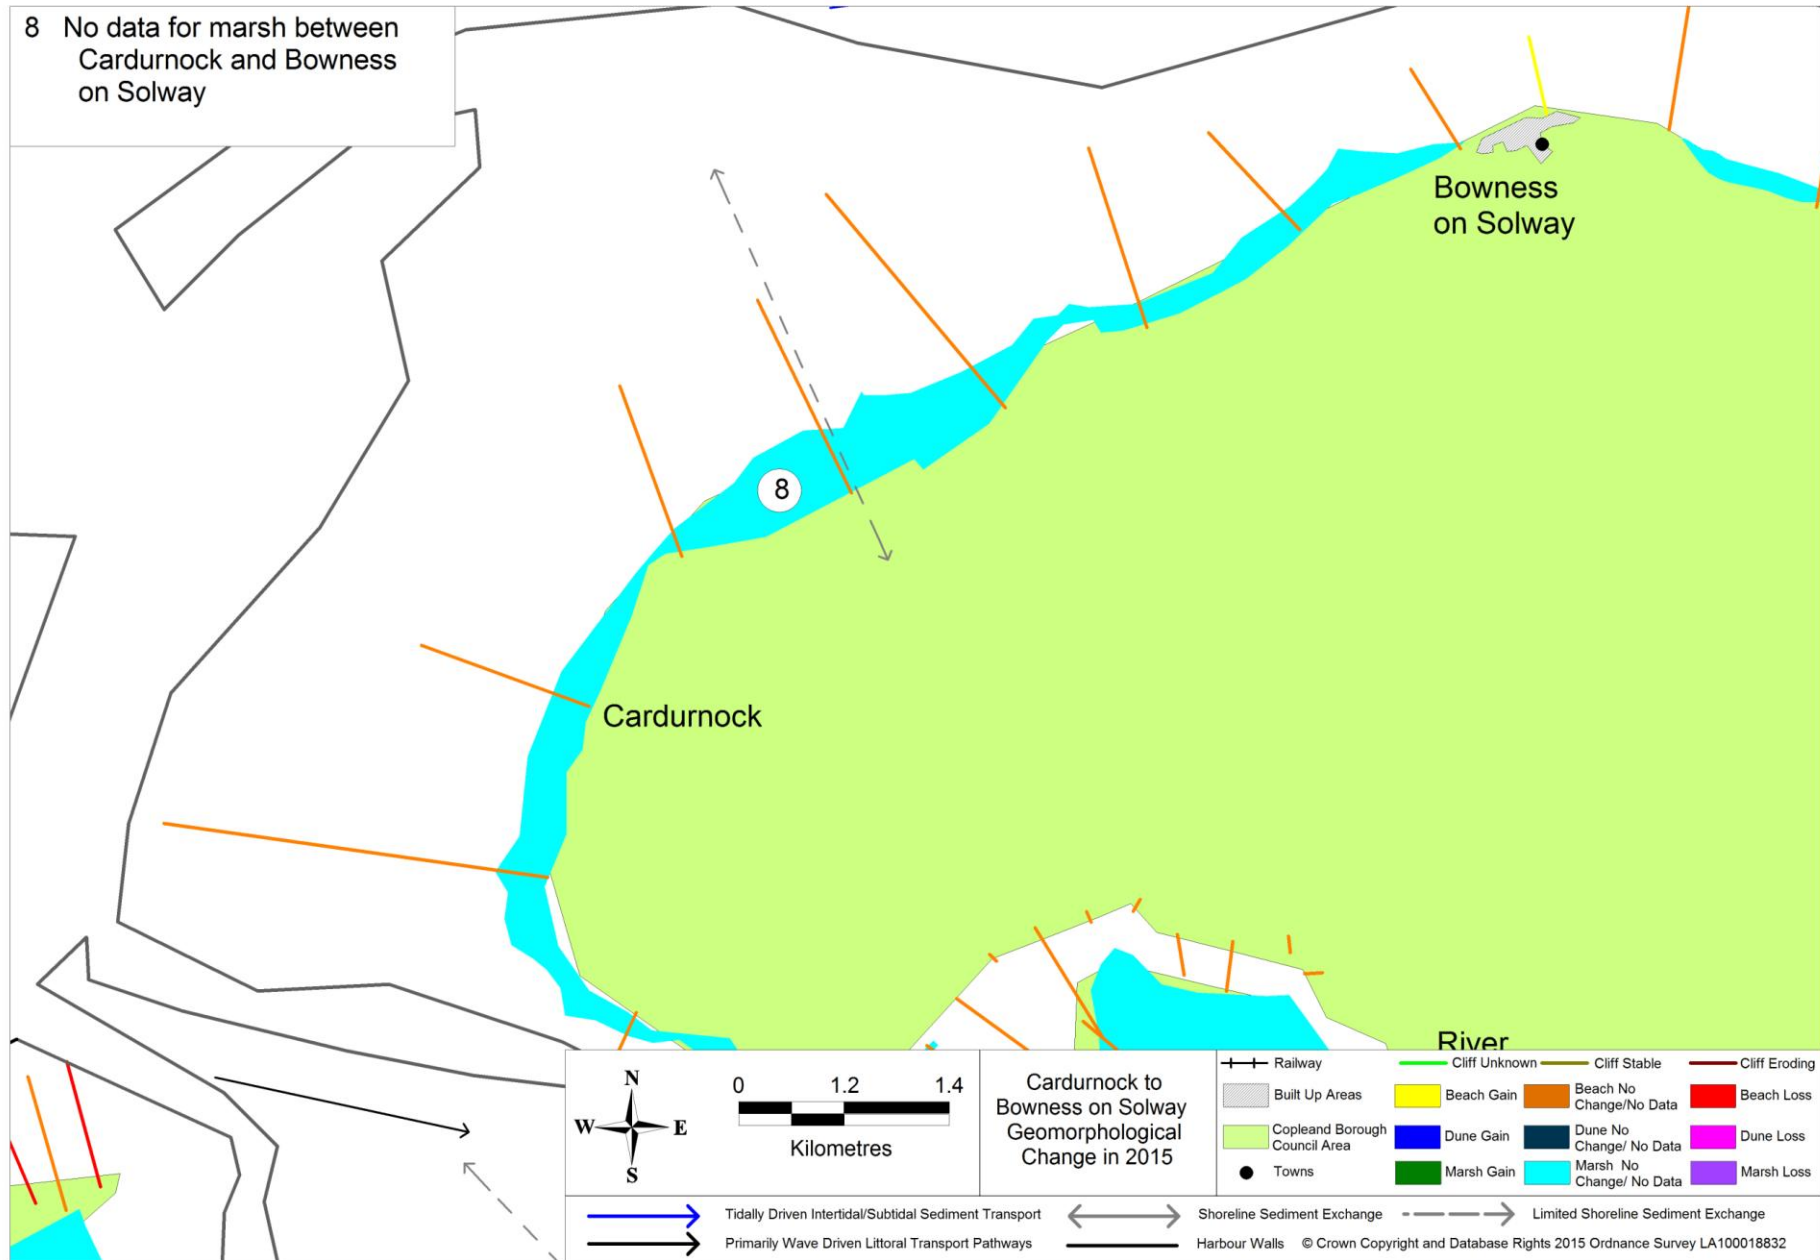 8 No data for marsh between
Cardurnock and Bowness
on Solway
Bowness
on Solway
8
Cardurnock
River
N
W E
S
0 1.2 1.4
Kilometres
Cardurnock to
Bowness on Solway
Geomorphological
Change in 2015
Railway
Cliff Unknown
Cliff Stable
Cliff Eroding
Built Up Areas
Beach Gain
Beach No
Change/No Data
Beach Loss
Copleand Borough
Council Area
Dune Gain
Dune No
Change/ No Data
Dune Loss
Towns
Marsh Gain
Marsh No
Change/ No Data
Marsh Loss
Tidally Driven Intertidal/Subtidal Sediment Transport
Shoreline Sediment Exchange
Limited Shoreline Sediment Exchange
Primarily Wave Driven Littoral Transport Pathways
Harbour Walls
© Crown Copyright and Database Rights 2015 Ordnance Survey LA100018832